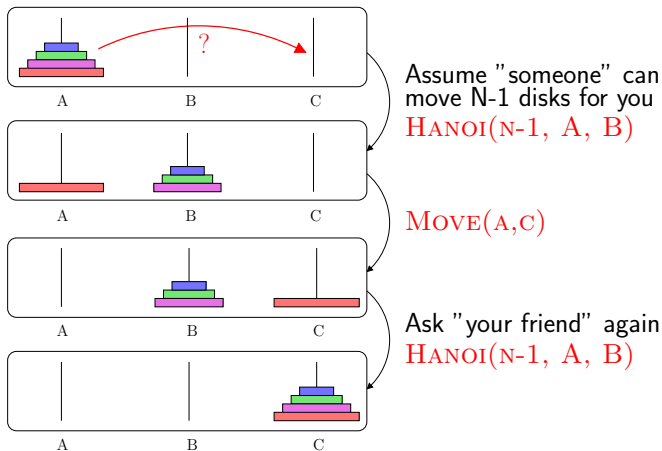 ?
A B C
Assume "someone" can
move N-1 disks for you
HANOI(N-1, A, B)
A B C
MOVE(A,C)
A B C
Ask "your friend" again
HANOI(N-1, A, B)
A B C